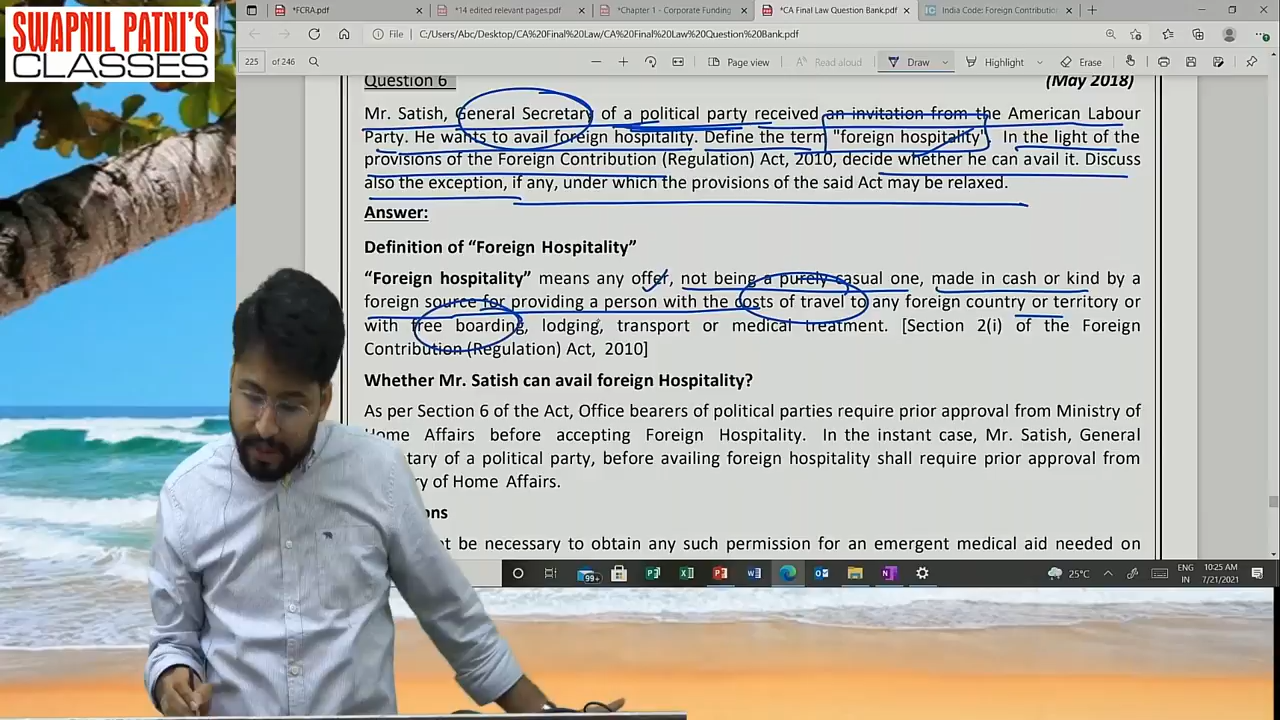 SWAPNIL PATNI'S
CLASSES
*FCRA.pdf
*14 edited relevant pages.pdf
*Chapter 1 - Corporate Funding
*CA Final Law Question Bank.pdf
India Code: Foreign Contributio
File
C:/Users/Abc/Desktop/CA%20Final%20Law/CA%20Final%20Law%20Question%20Bank.pdf
225 of 246
Page view
Read aloud
Draw
Highlight
Erase
Question 6
(May 2018)
Mr. Satish, General Secretary of a political party received an invitation from the American Labour
Party. He wants to avail foreign hospitality. Define the term "foreign hospitality". In the light of the
provisions of the Foreign Contribution (Regulation) Act, 2010, decide whether he can avail it. Discuss
also the exception, if any, under which the provisions of the said Act may be relaxed.
Answer:
Definition of “Foreign Hospitality”
“Foreign hospitality” means any offer, not being a purely casual one, made in cash or kind by a
foreign source for providing a person with the costs of travel to any foreign country or territory or
with free boarding, lodging, transport or medical treatment. [Section 2(i) of the Foreign
Contribution (Regulation) Act, 2010]
Whether Mr. Satish can avail foreign Hospitality?
As per Section 6 of the Act, Office bearers of political parties require prior approval from Ministry of
ome Affairs before accepting Foreign Hospitality. In the instant case, Mr. Satish, General
tary of a political party, before availing foreign hospitality shall require prior approval from
ry of Home Affairs.
ons
t be necessary to obtain any such permission for an emergent medical aid needed on
99+
25°C
ENG
IN
10:25 AM
7/21/2021